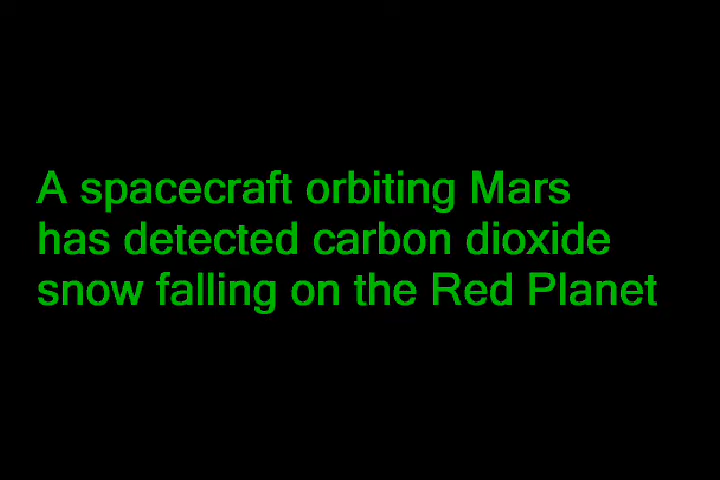 A spacecraft orbiting Mars
has detected carbon dioxide
snow falling on the Red Planet